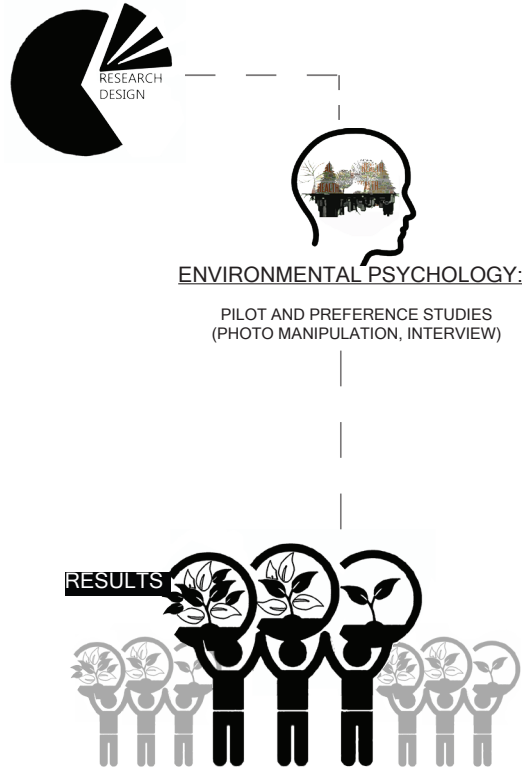 RESEARCH
DESIGN
ENVIRONMENTAL PSYCHOLOGY:
PILOT AND PREFERENCE STUDIES
(PHOTO MANIPULATION, INTERVIEW)
RESULTS